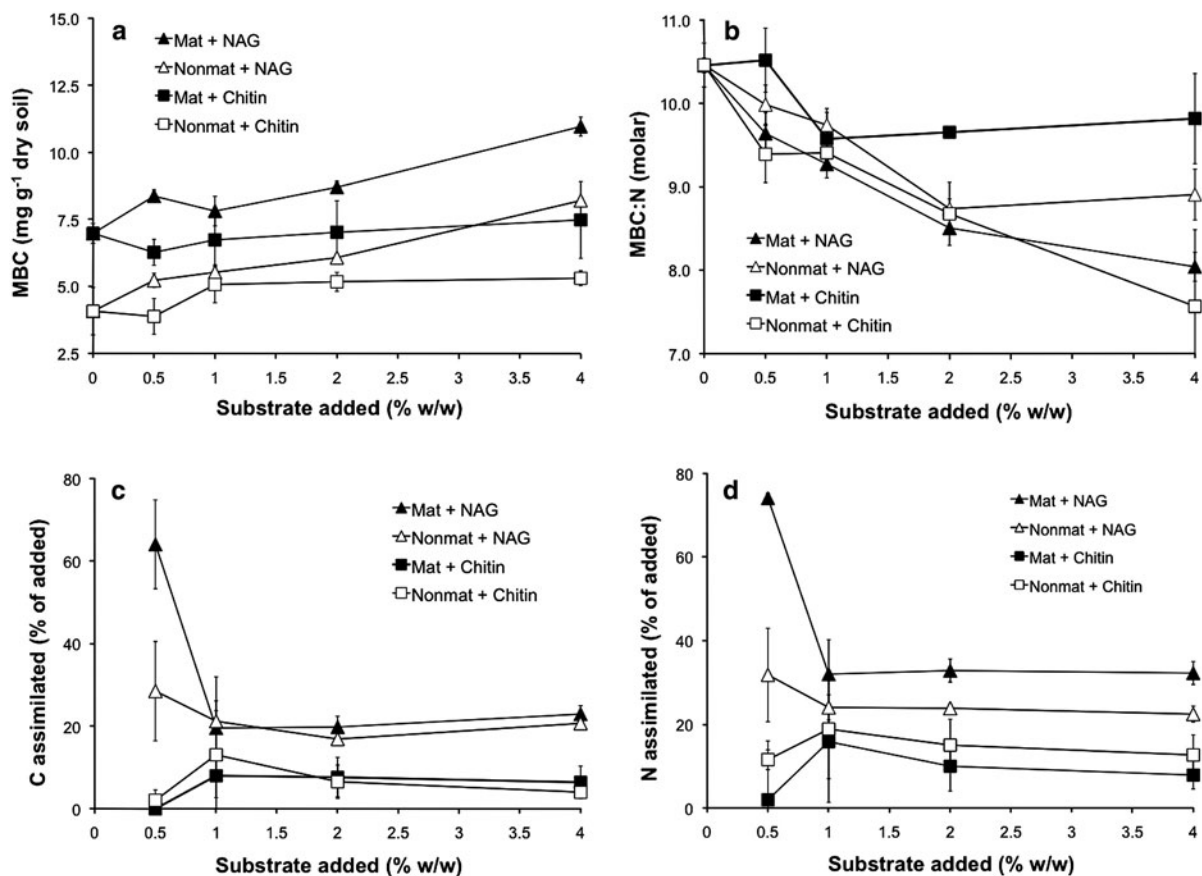 a
MBC (mg g⁻¹ dry soil)
15.0
12.5
10.0
7.5
5.0
2.5
Mat + NAG
Nonmat + NAG
Mat + Chitin
Nonmat + Chitin
0 0.5 1 1.5 2 2.5 3 3.5 4
Substrate added (% w/w)
b
MBC:N (molar)
11.0
10.0
9.0
8.0
7.0
Mat + NAG
Nonmat + NAG
Mat + Chitin
Nonmat + Chitin
0 0.5 1 1.5 2 2.5 3 3.5 4
Substrate added (% w/w)
c
C assimilated (% of added)
80
60
40
20
0
Mat + NAG
Nonmat + NAG
Mat + Chitin
Nonmat + Chitin
0 0.5 1 1.5 2 2.5 3 3.5 4
Substrate added (% w/w)
d
N assimilated (% of added)
80
60
40
20
0
Mat + NAG
Nonmat + NAG
Mat + Chitin
Nonmat + Chitin
0 0.5 1 1.5 2 2.5 3 3.5 4
Substrate added (% w/w)